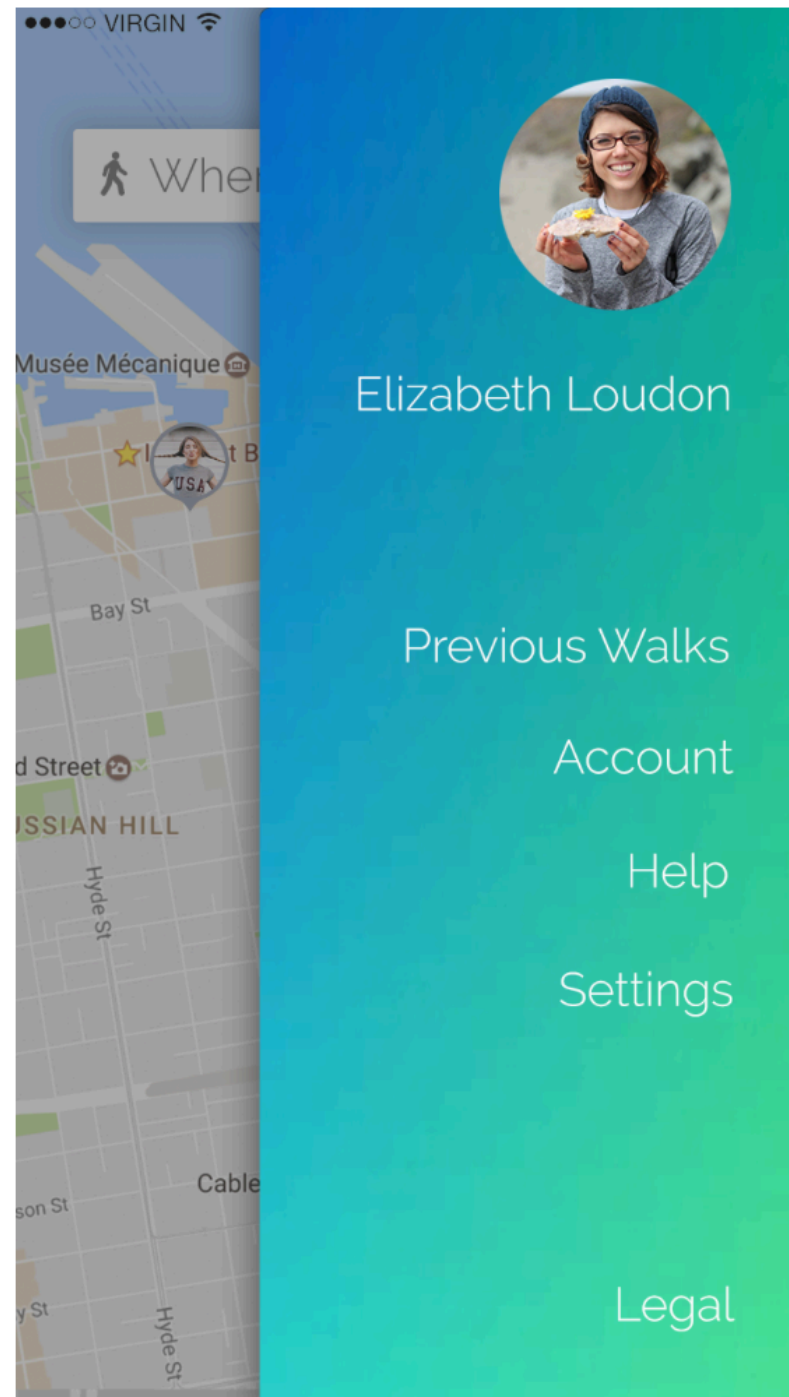 VIRGIN
Wher
Musée Mécanique
t B
USA
Bay St
d Street
USSIAN HILL
Hyde St
Cable
son St
y St
Hyde St
Elizabeth Loudon
Previous Walks
Account
Help
Settings
Legal